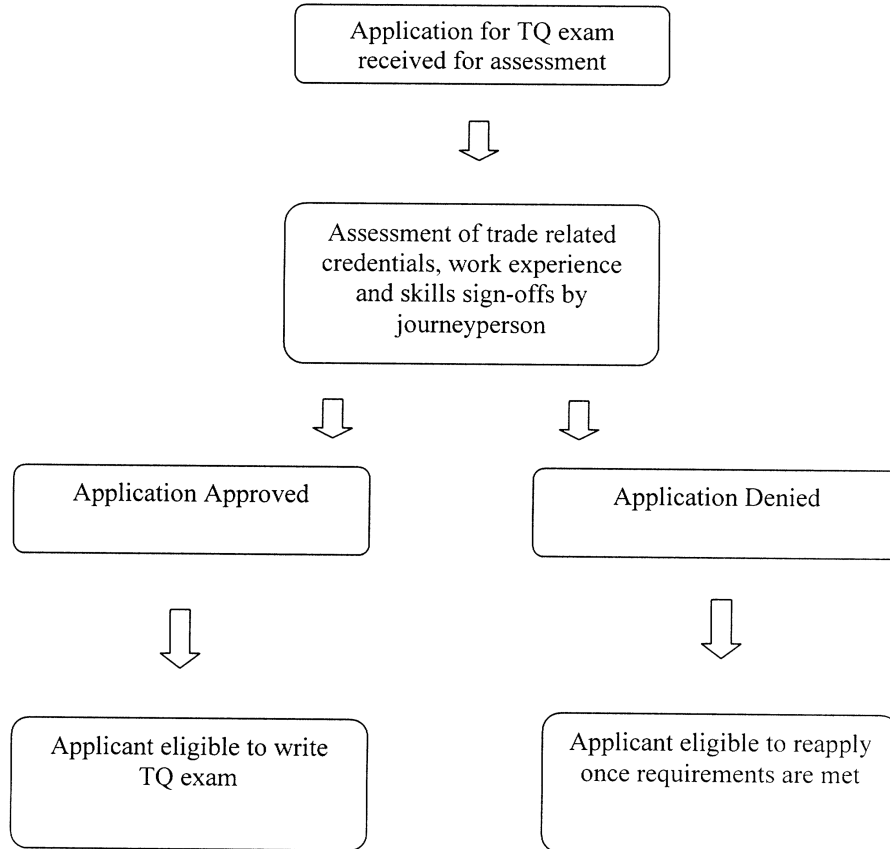 Application for TQ exam
received for assessment
Assessment of trade related
credentials, work experience
and skills sign-offs by
journeyperson
Application Approved
Application Denied
Applicant eligible to write
TQ exam
Applicant eligible to reapply
once requirements are met